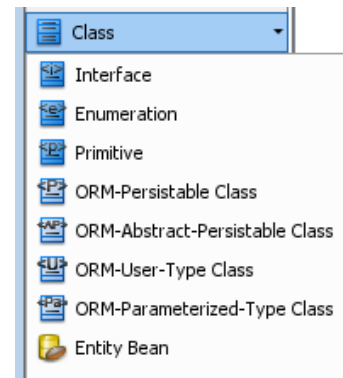 Class
Interface
Enumeration
Primitive
ORM-Persistable Class
ORM-Abstract-Persistable Class
ORM-User-Type Class
ORM-Parameterized-Type Class
Entity Bean